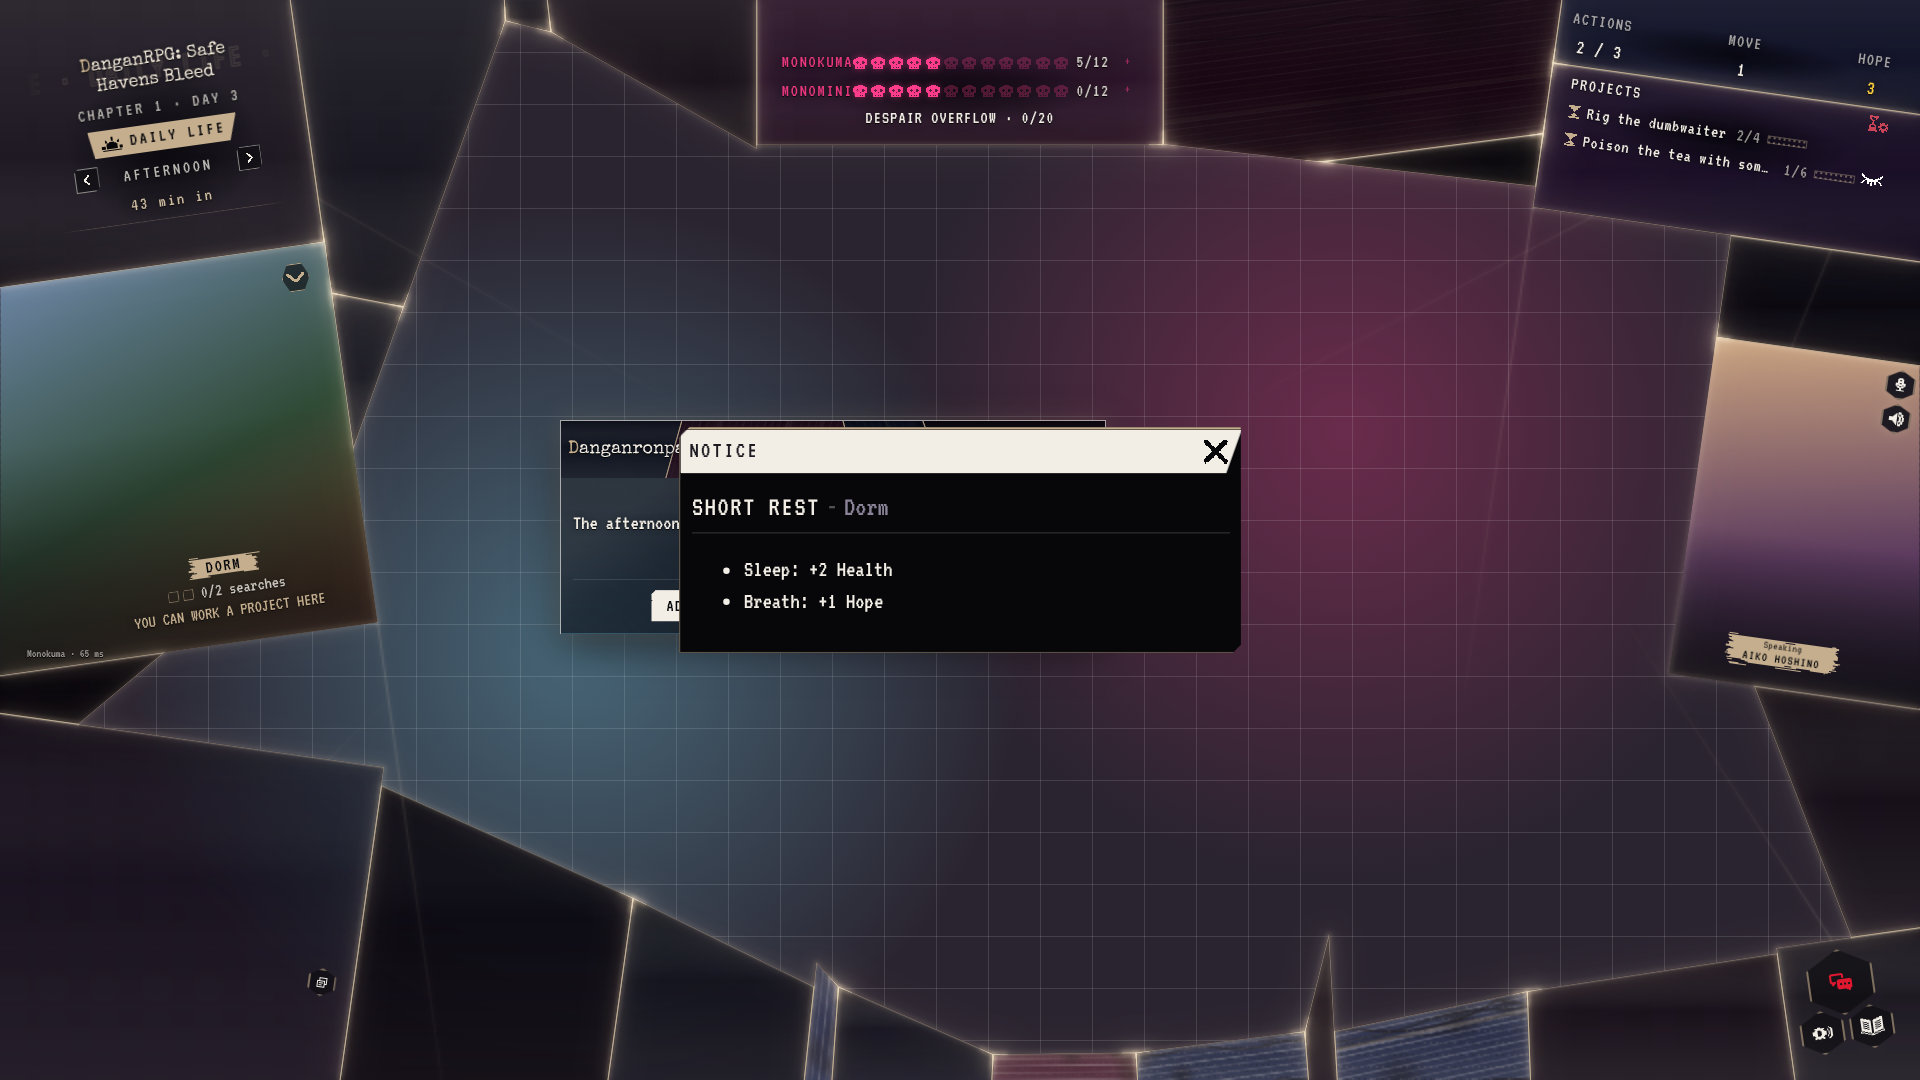 DanganRPG: Safe
Havens Bleed
CHAPTER 1 · DAY 3
DAILY LIFE
AFTERNOON
43 min in
MONOKUMA 5/12
MONOMINI 0/12
DESPAIR OVERFLOW · 0/20
ACTIONS
2 / 3
MOVE
1
HOPE
3
PROJECTS
Rig the dumbwaiter 2/4
Poison the tea with som… 1/6
DORM
0/2 searches
YOU CAN WORK A PROJECT HERE
Monokuma · 65 ms
Danganronpa
The afternoon
AD
NOTICE
SHORT REST - Dorm
• Sleep: +2 Health
• Breath: +1 Hope
Speaking
AIKO HOSHINO